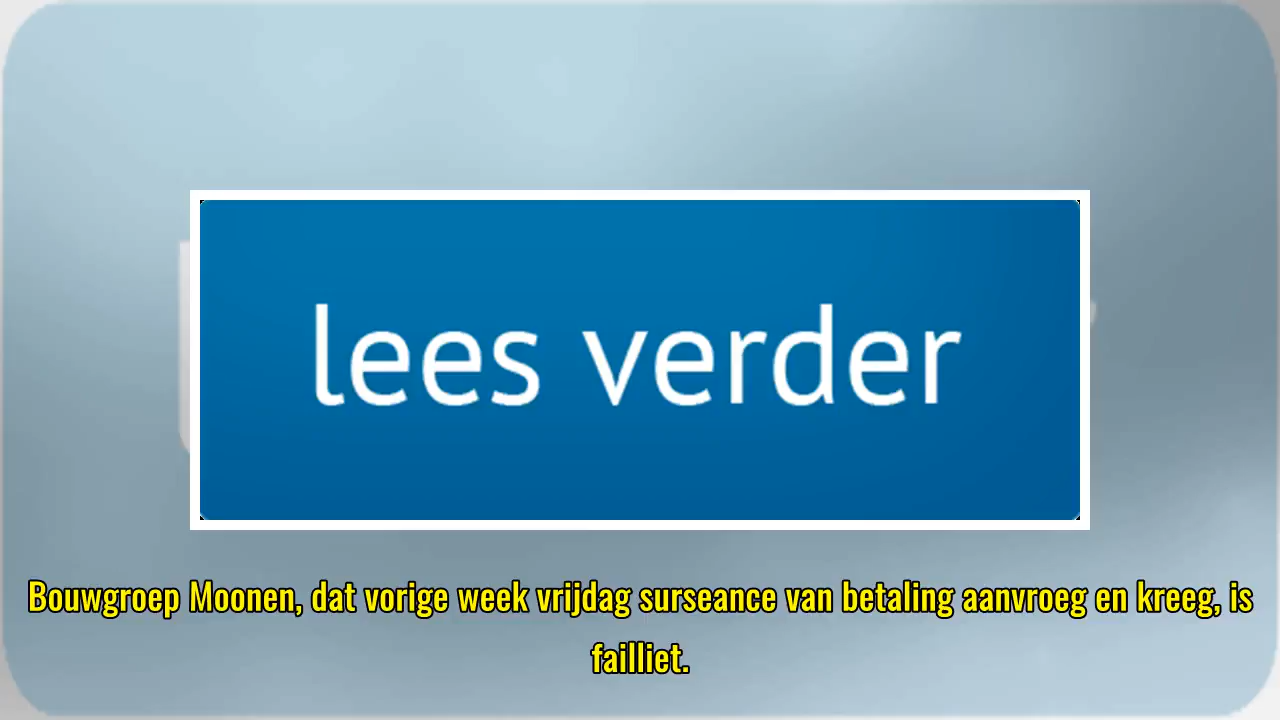 lees verder
Bouwgroep Moonen, dat vorige week vrijdag surseance van betaling aanvroeg en kreeg, is
failliet.